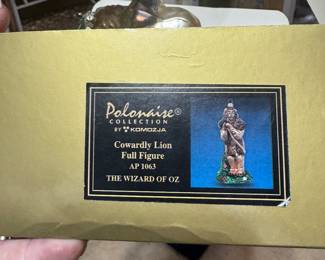 Polonaise®
COLLECTION
BY KOMOZJA
Cowardly Lion
Full Figure
AP 1063
THE WIZARD OF OZ